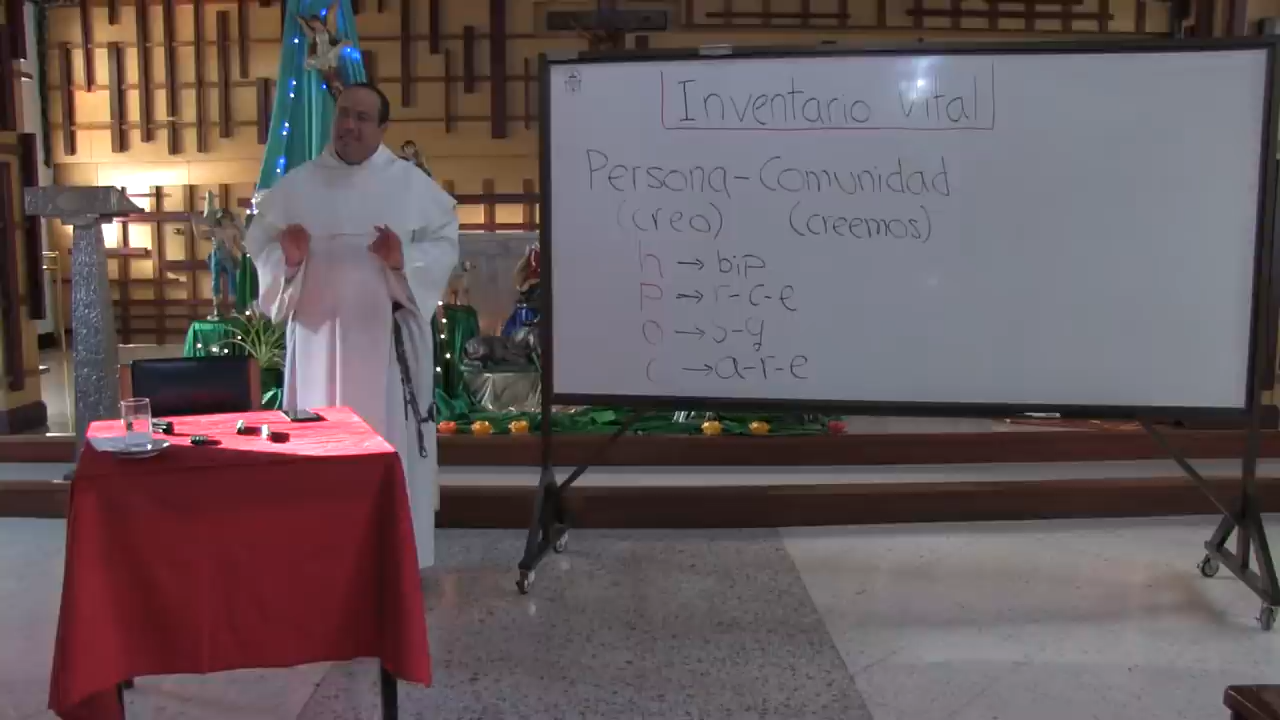 Inventario vital
Persona - Comunidad
(creo) (creemos)
h → bip
p → r-c-e
o → s-g
c → a-r-e